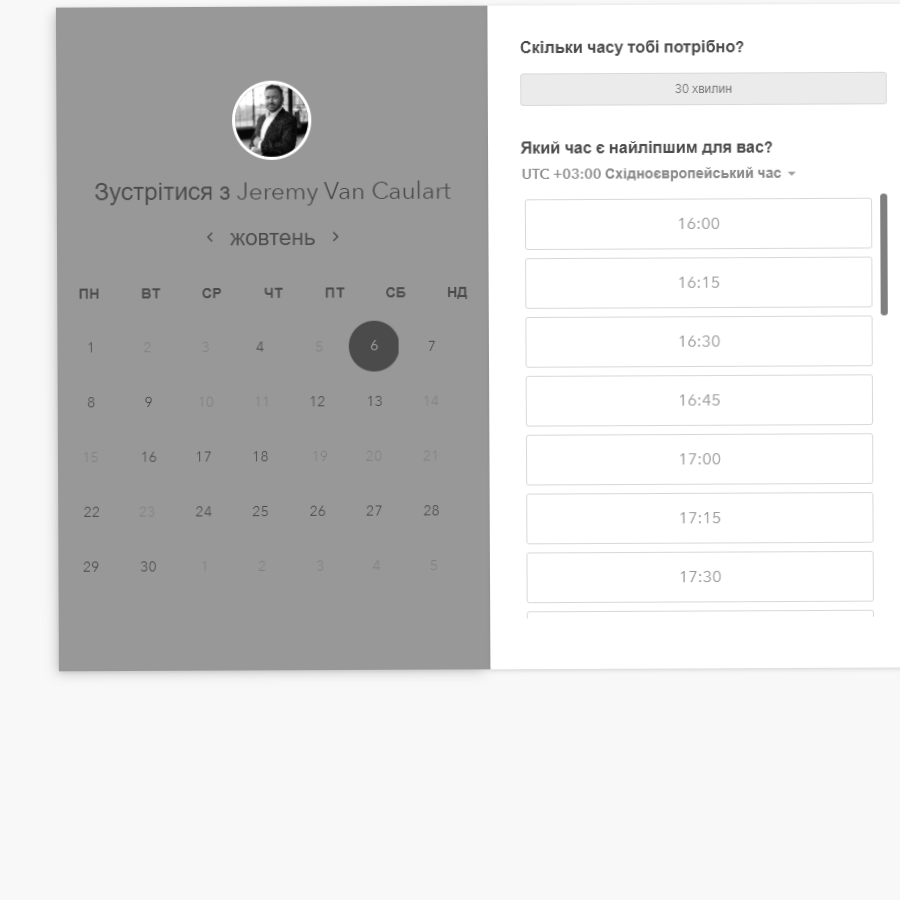 Зустрітися з Jeremy Van Caulart
жовтень
ПН ВТ СР ЧТ ПТ СБ НД
1 2 3 4 5 6 7
8 9 10 11 12 13 14
15 16 17 18 19 20 21
22 23 24 25 26 27 28
29 30 1 2 3 4 5
Скільки часу тобі потрібно?
30 хвилин
Який час є найліпшим для вас?
UTC +03:00 Східноєвропейський час
16:00
16:15
16:30
16:45
17:00
17:15
17:30